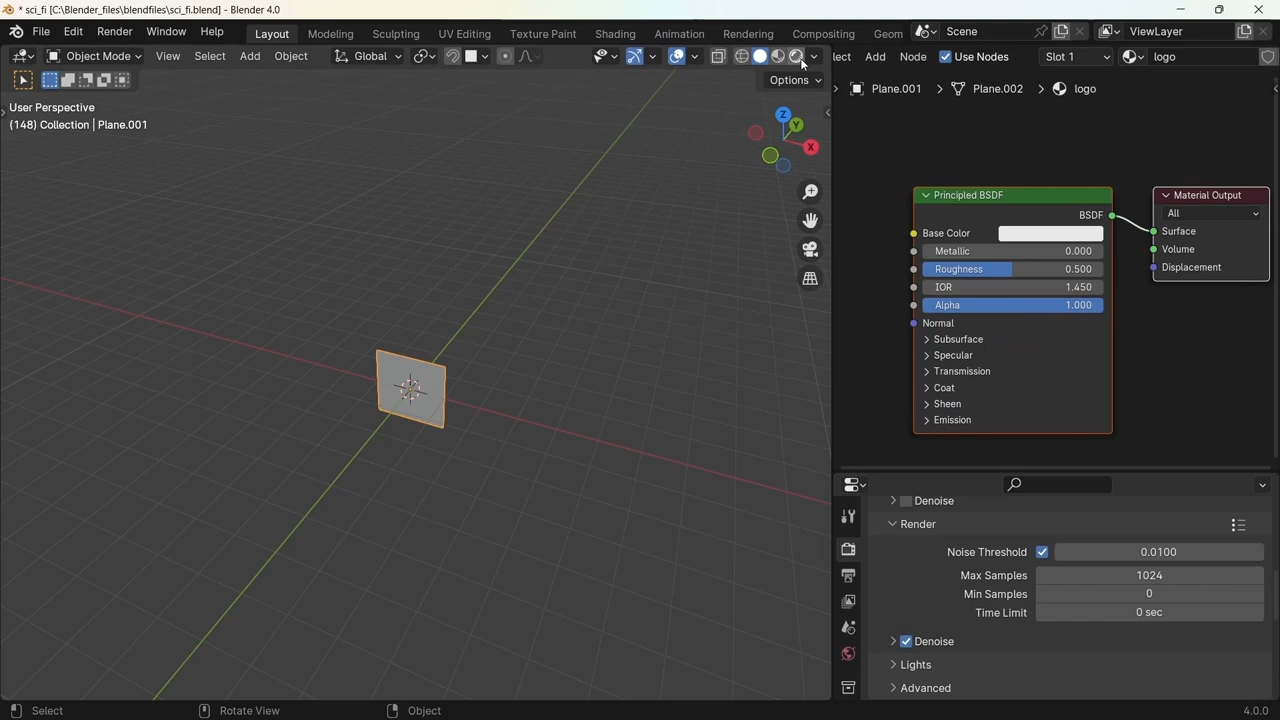 * sci_fi [C:\Blender_files\blendfiles\sci_fi.blend] - Blender 4.0
File Edit Render Window Help Layout Modeling Sculpting UV Editing Texture Paint Shading Animation Rendering Compositing Geom Scene ViewLayer
Object Mode View Select Add Object Global lect Add Node Use Nodes Slot 1 logo
Options
User Perspective
(148) Collection | Plane.001
Z
Y
X
Plane.001 > Plane.002 > logo
Principled BSDF
BSDF
Base Color
Metallic 0.000
Roughness 0.500
IOR 1.450
Alpha 1.000
Normal
Subsurface
Specular
Transmission
Coat
Sheen
Emission
Material Output
All
Surface
Volume
Displacement
Denoise
Render
Noise Threshold 0.0100
Max Samples 1024
Min Samples 0
Time Limit 0 sec
Denoise
Lights
Advanced
Select Rotate View Object 4.0.0